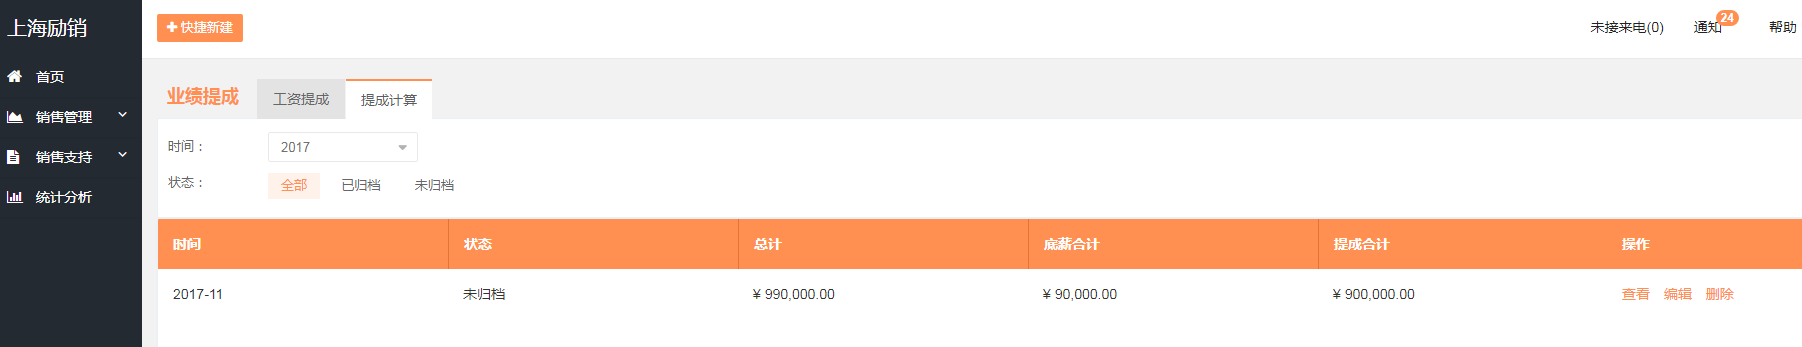 上海励销
快捷新建
未接来电(0) 通知 24 帮助
首页
销售管理
销售支持
统计分析
业绩提成 工资提成 提成计算
时间： 2017
状态： 全部 已归档 未归档
时间 状态 总计 底薪合计 提成合计 操作
2017-11 未归档 ¥ 990,000.00 ¥ 90,000.00 ¥ 900,000.00 查看 编辑 删除